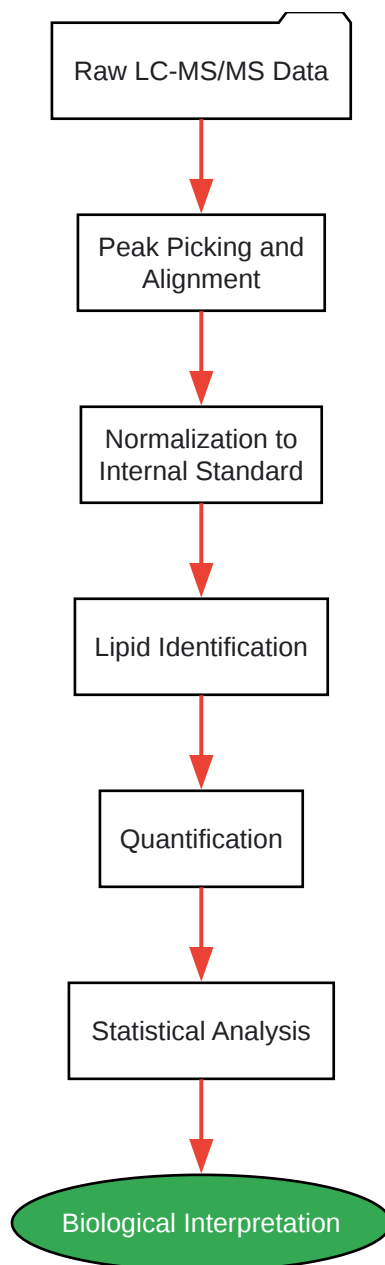 Raw LC-MS/MS Data
Peak Picking and
Alignment
Normalization to
Internal Standard
Lipid Identification
Quantification
Statistical Analysis
Biological Interpretation